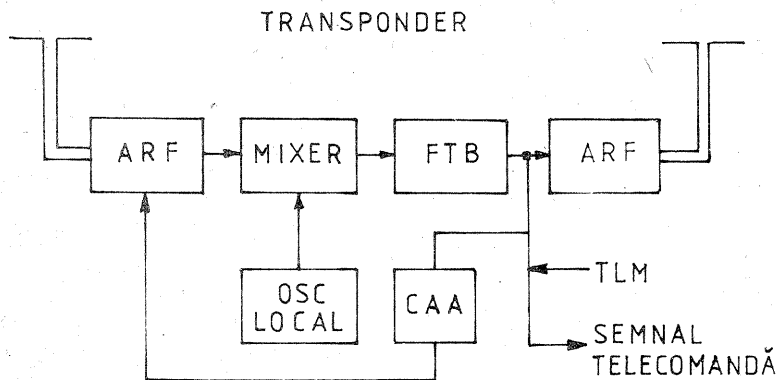 TRANSPONDER
ARF
MIXER
FTB
ARF
OSC
LOCAL
CAA
TLM
SEMNAL
TELECOMANDĂ